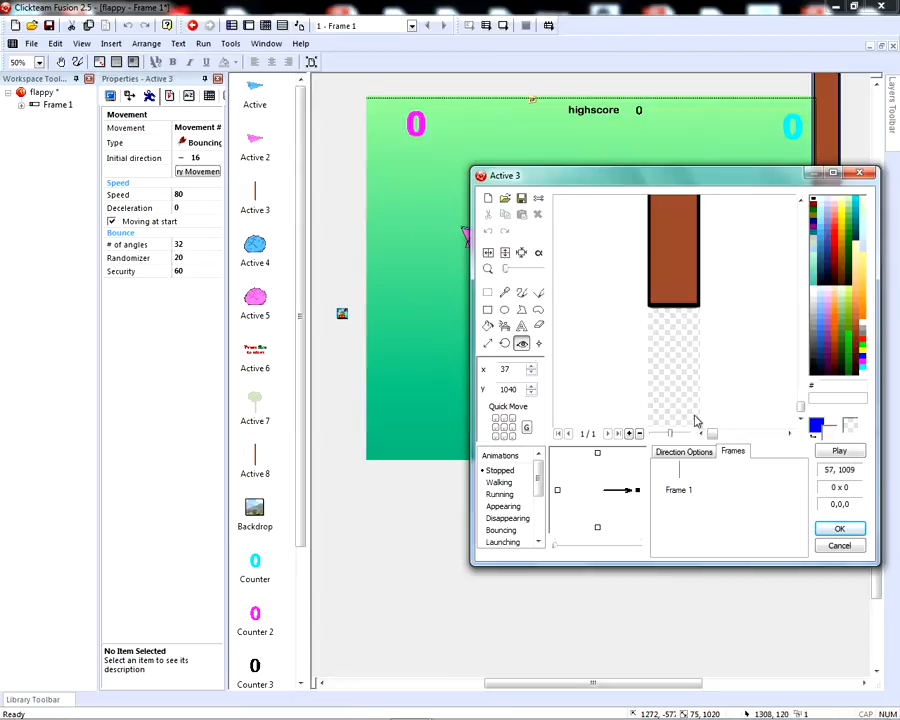 Clickteam Fusion 2.5 - [flappy - Frame 1*]
1 - Frame 1
File Edit View Insert Arrange Text Run Tools Window Help
50%
Workspace Tool...
flappy *
Frame 1
Properties - Active 3
Movement
Movement Movement #
Type Bouncing
Initial direction 16
ry Movemen
Speed
Speed 80
Deceleration 0
Moving at start
Bounce
# of angles 32
Randomizer 20
Security 60
No Item Selected
Select an item to see its
description
Library Toolbar
Ready
Active
Active 2
Active 3
Active 4
Active 5
Active 6
Active 7
Active 8
Backdrop
0
Counter
0
Counter 2
0
Counter 3
0
highscore 0
0
Layers Toolbar
Active 3
x 37
y 1040
Quick Move
G
1 / 1
Animations
Stopped
Walking
Running
Appearing
Disappearing
Bouncing
Launching
Direction Options
Frames
Frame 1
#
Play
57, 1009
0 x 0
0,0,0
OK
Cancel
1272, -577
75, 1020
1308, 120
1
CAP
NUM